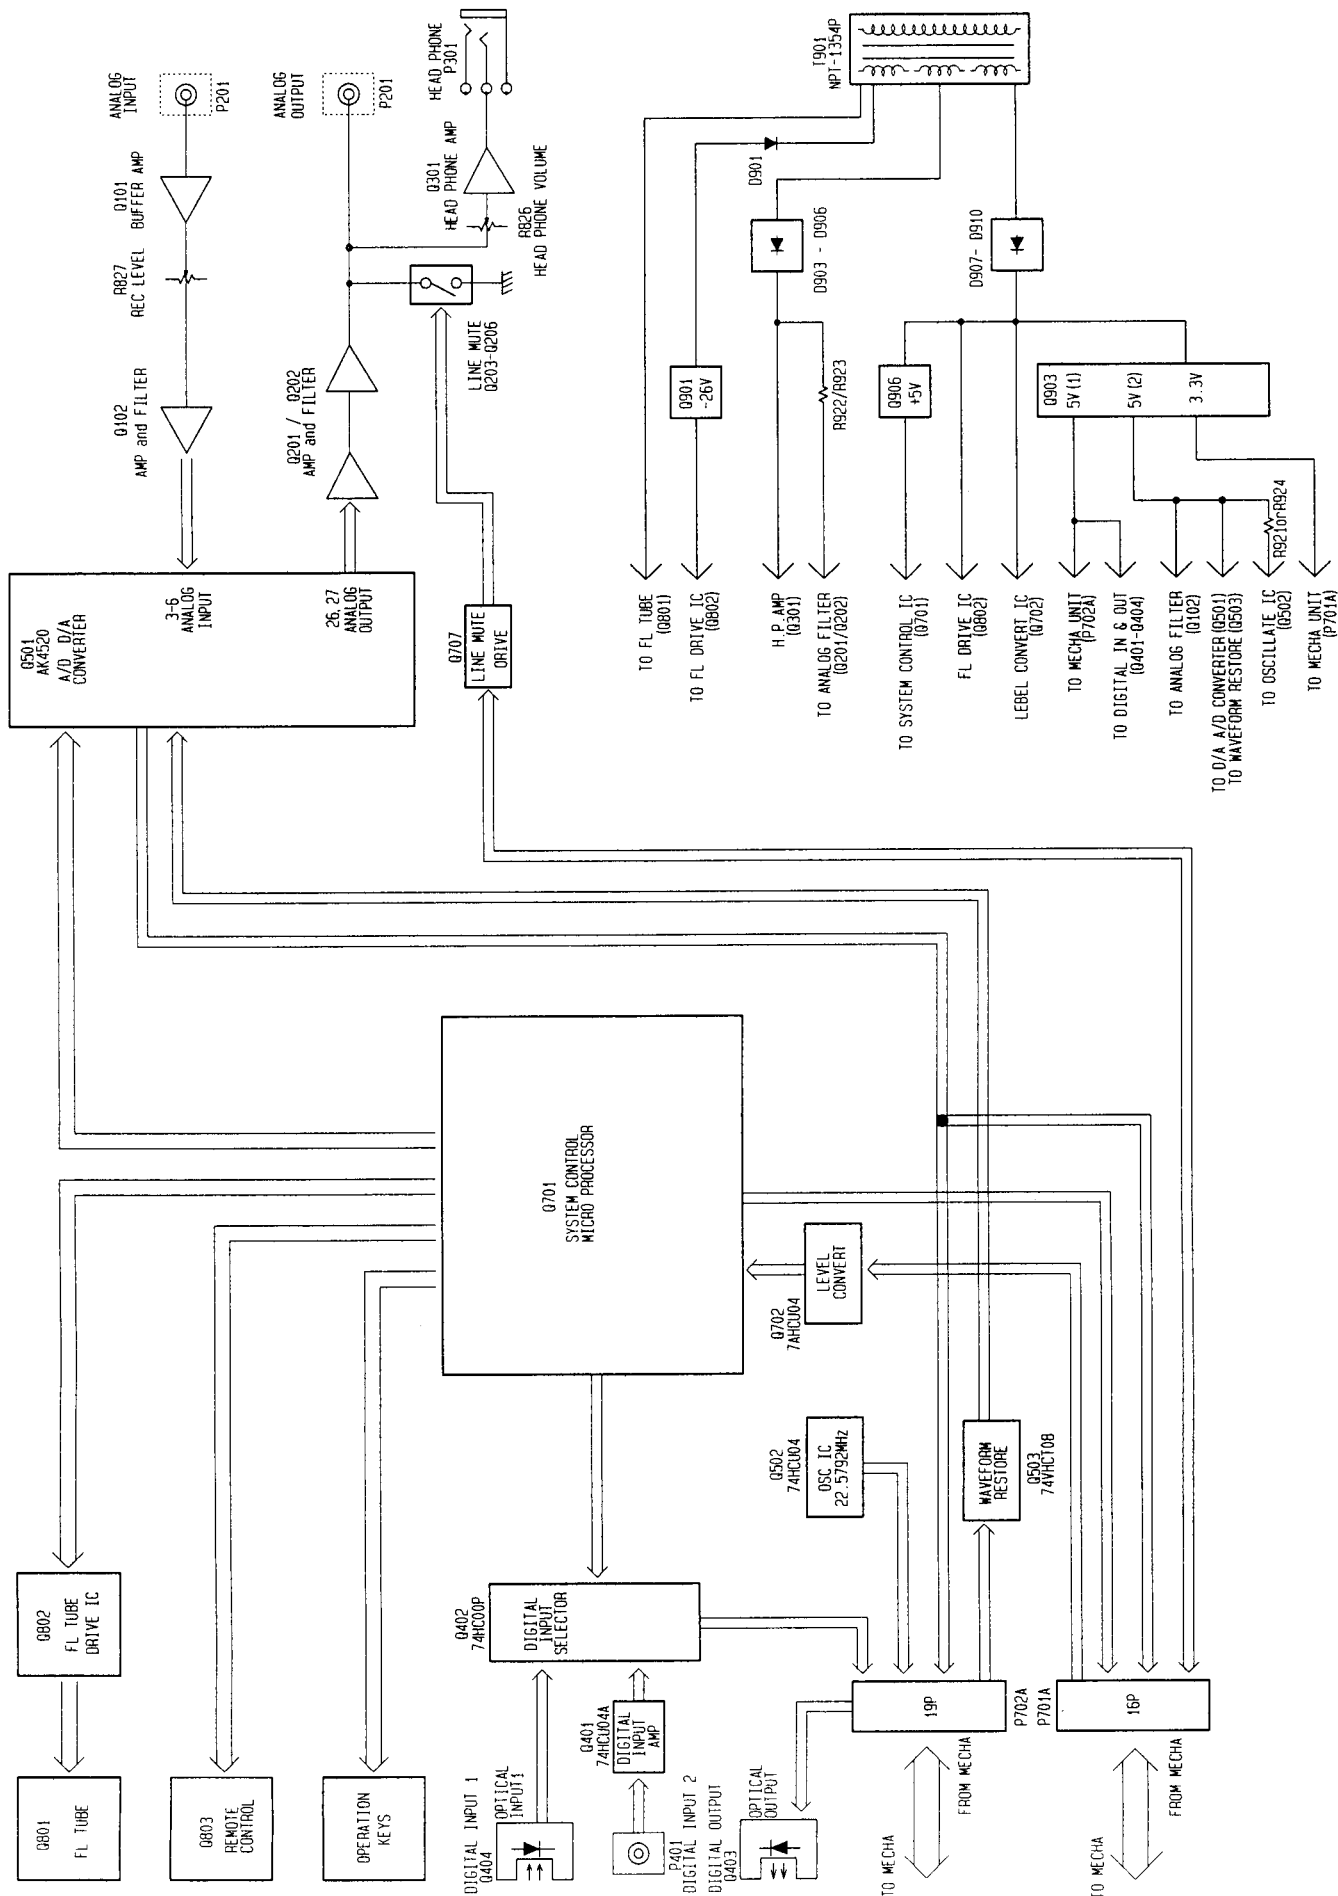 Q801
FL TUBE
Q802
FL TUBE
DRIVE IC
Q803
REMOTE
CONTROL
OPERATION
KEYS
DIGITAL INPUT 1
Q404
OPTICAL
INPUT1
Q401
74HCU04A
DIGITAL
INPUT
AMP
P401
DIGITAL INPUT 2
Q402
74HC00P
DIGITAL
INPUT
SELECTOR
DIGITAL OUTPUT
Q403
OPTICAL
OUTPUT
19P
P702A
P701A
16P
TO MECHA
FROM MECHA
TO MECHA
FROM MECHA
Q502
74HCU04
OSC IC
22.5792MHz
WAVEFORM
RESTORE
Q503
74VHCT08
Q702
7AHCU04
LEVEL
CONVERT
Q701
SYSTEM CONTROL
MICRO PROCESSOR
Q501
AK4520
A/D D/A
CONVERTER
3-6
ANALOG
INPUT
26,27
ANALOG
OUTPUT
Q707
LINE MUTE
DRIVE
Q102
AMP and FILTER
R827
REC LEVEL
Q101
BUFFER AMP
ANALOG
INPUT
P201
Q201 / Q202
AMP and FILTER
ANALOG
OUTPUT
P201
LINE MUTE
Q203-Q206
Q301
HEAD PHONE AMP
R826
HEAD PHONE VOLUME
HEAD PHONE
P301
TO FL TUBE
(Q801)
TO FL DRIVE IC
(Q802)
H.P.AMP
(Q301)
TO ANALOG FILTER
(Q201/Q202)
TO SYSTEM CONTROL IC
(Q701)
FL DRIVE IC
(Q802)
LEBEL CONVERT IC
(Q702)
TO MECHA UNIT
(P702A)
TO DIGITAL IN & OUT
(Q401-Q404)
TO ANALOG FILTER
(Q102)
TO D/A A/D CONVERTER(Q501)
TO WAVEFORM RESTORE(Q503)
TO OSCILLATE IC
(Q502)
TO MECHA UNIT
(P701A)
Q901
-26V
R922/R923
Q906
+5V
Q903
5V(1)
5V(2)
3.3V
R921orR924
D901
D903 - D906
D907- D910
T901
NPT-1354P